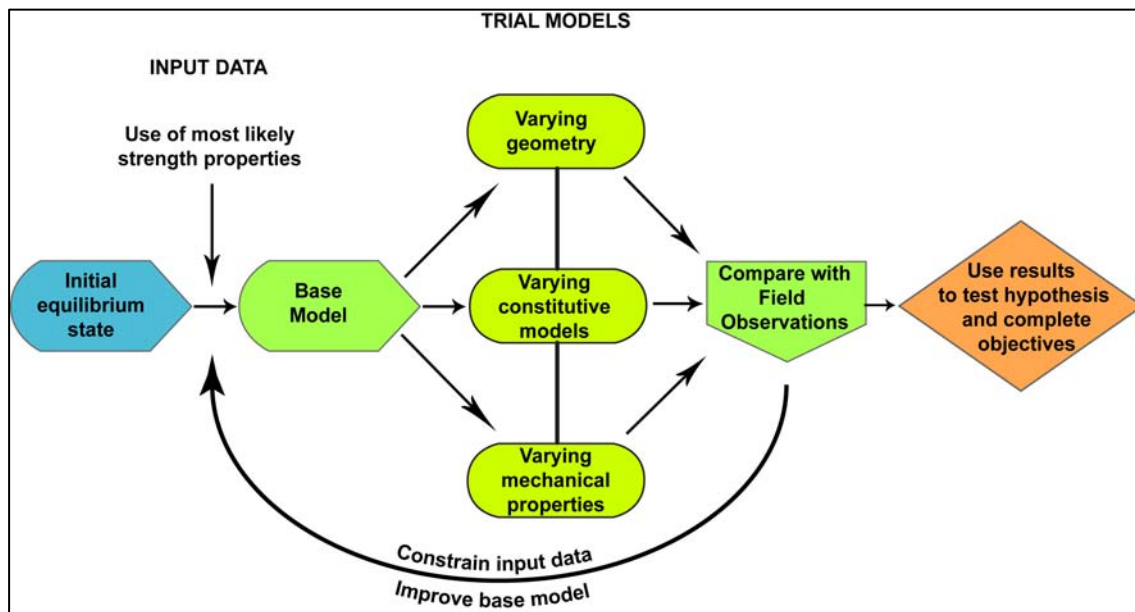 TRIAL MODELS
INPUT DATA
Use of most likely
strength properties
Initial
equilibrium
state
Base
Model
Varying
geometry
Varying
constitutive
models
Varying
mechanical
properties
Compare with
Field
Observations
Use results
to test hypothesis
and complete
objectives
Constrain input data
Improve base model